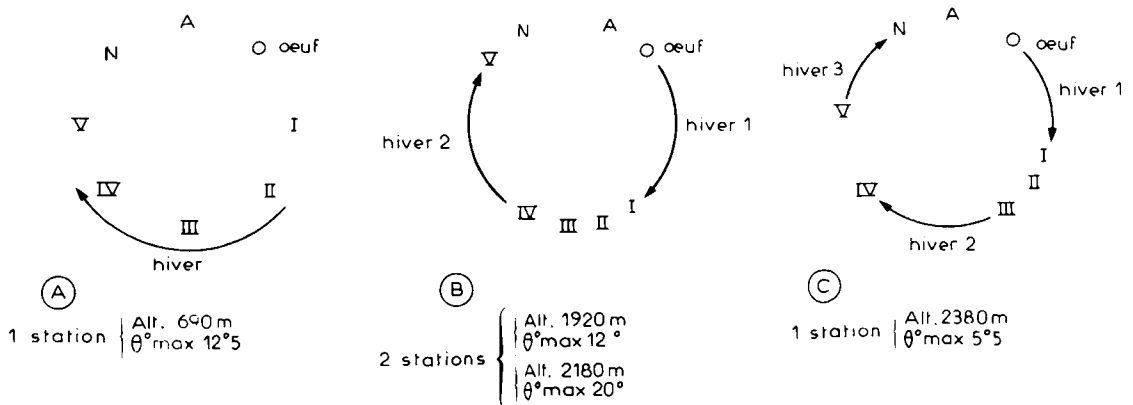 A
oeuf
I
II
III
IV
V
N
hiver
A
1 station
Alt. 690 m
θ° max 12°5
A
oeuf
hiver 1
I
II
III
IV
hiver 2
V
N
B
2 stations
Alt. 1920 m
θ° max 12°
Alt. 2180 m
θ° max 20°
A
oeuf
hiver 1
I
II
III
hiver 2
IV
V
hiver 3
N
C
1 station
Alt. 2380 m
θ° max 5°5